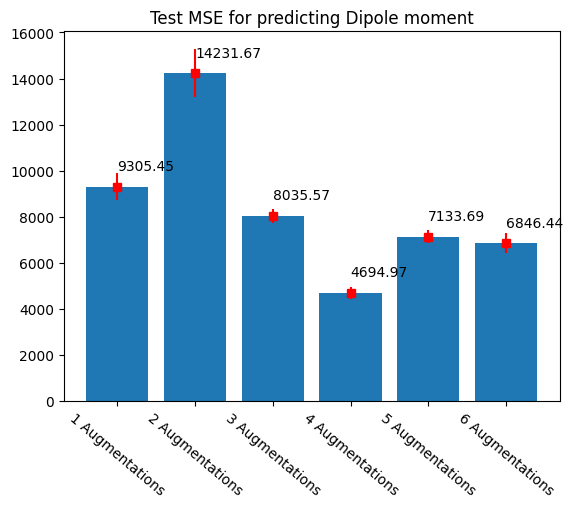 Test MSE for predicting Dipole moment
16000
14000
12000
10000
8000
6000
4000
2000
0
9305.45
14231.67
8035.57
4694.97
7133.69
6846.44
1 Augmentations
2 Augmentations
3 Augmentations
4 Augmentations
5 Augmentations
6 Augmentations